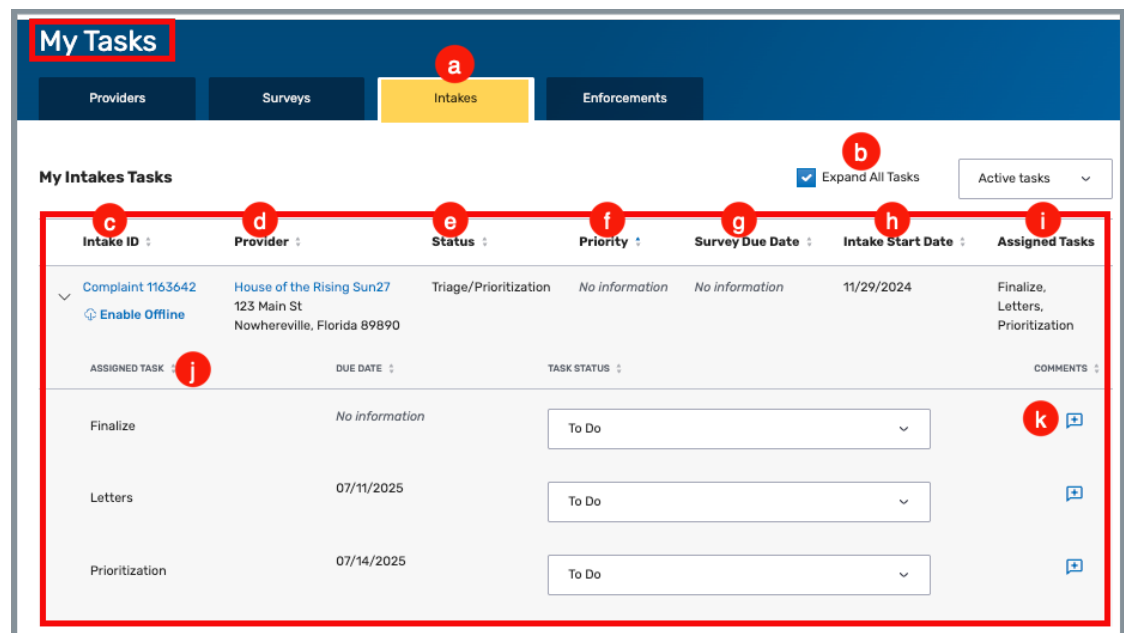 My Tasks
a
Providers Surveys Intakes Enforcements
b
My Intakes Tasks Expand All Tasks Active tasks
c d e f g h i
Intake ID Provider Status Priority Survey Due Date Intake Start Date Assigned Tasks
Complaint 1163642 House of the Rising Sun27 Triage/Prioritization No information No information 11/29/2024 Finalize,
Enable Offline 123 Main St Letters,
Nowhereville, Florida 89890 Prioritization
ASSIGNED TASK j DUE DATE TASK STATUS COMMENTS
Finalize No information To Do k
Letters 07/11/2025 To Do
Prioritization 07/14/2025 To Do